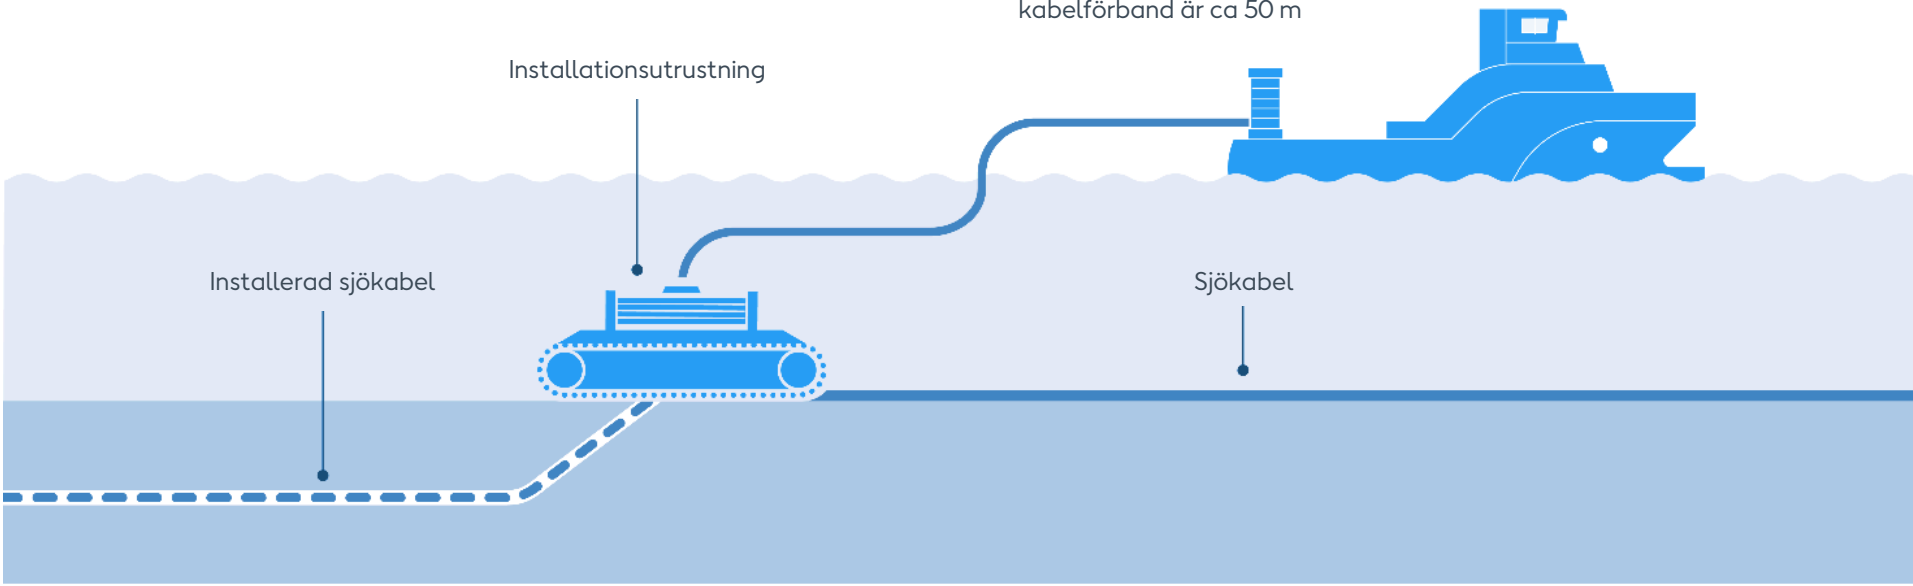 kabelförband är ca 50 m
Installationsutrustning
Installerad sjökabel
Sjökabel